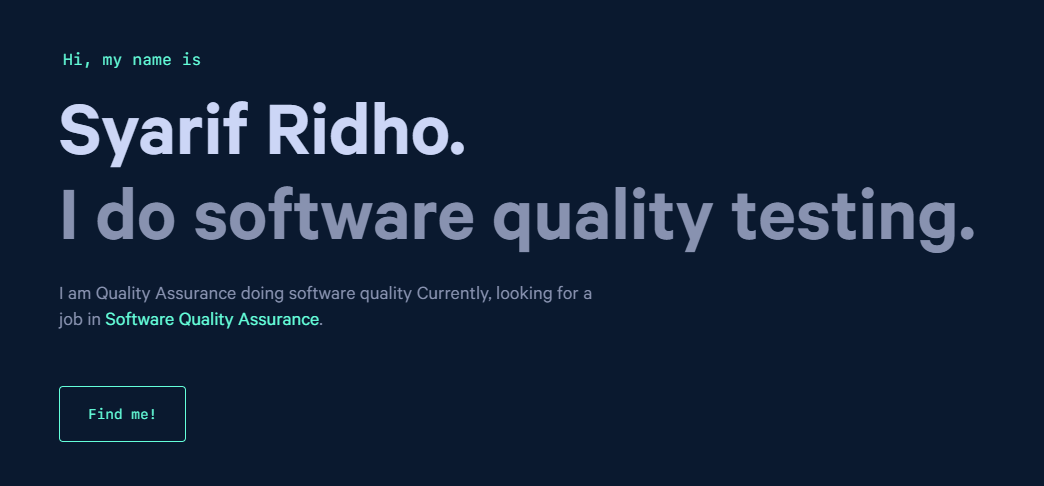 Hi, my name is
Syarif Ridho.
I do software quality testing.
I am Quality Assurance doing software quality Currently, looking for a
job in Software Quality Assurance.
Find me!